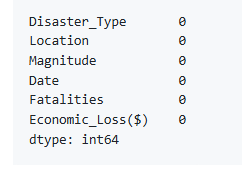 Disaster_Type 0
Location 0
Magnitude 0
Date 0
Fatalities 0
Economic_Loss($) 0
dtype: int64